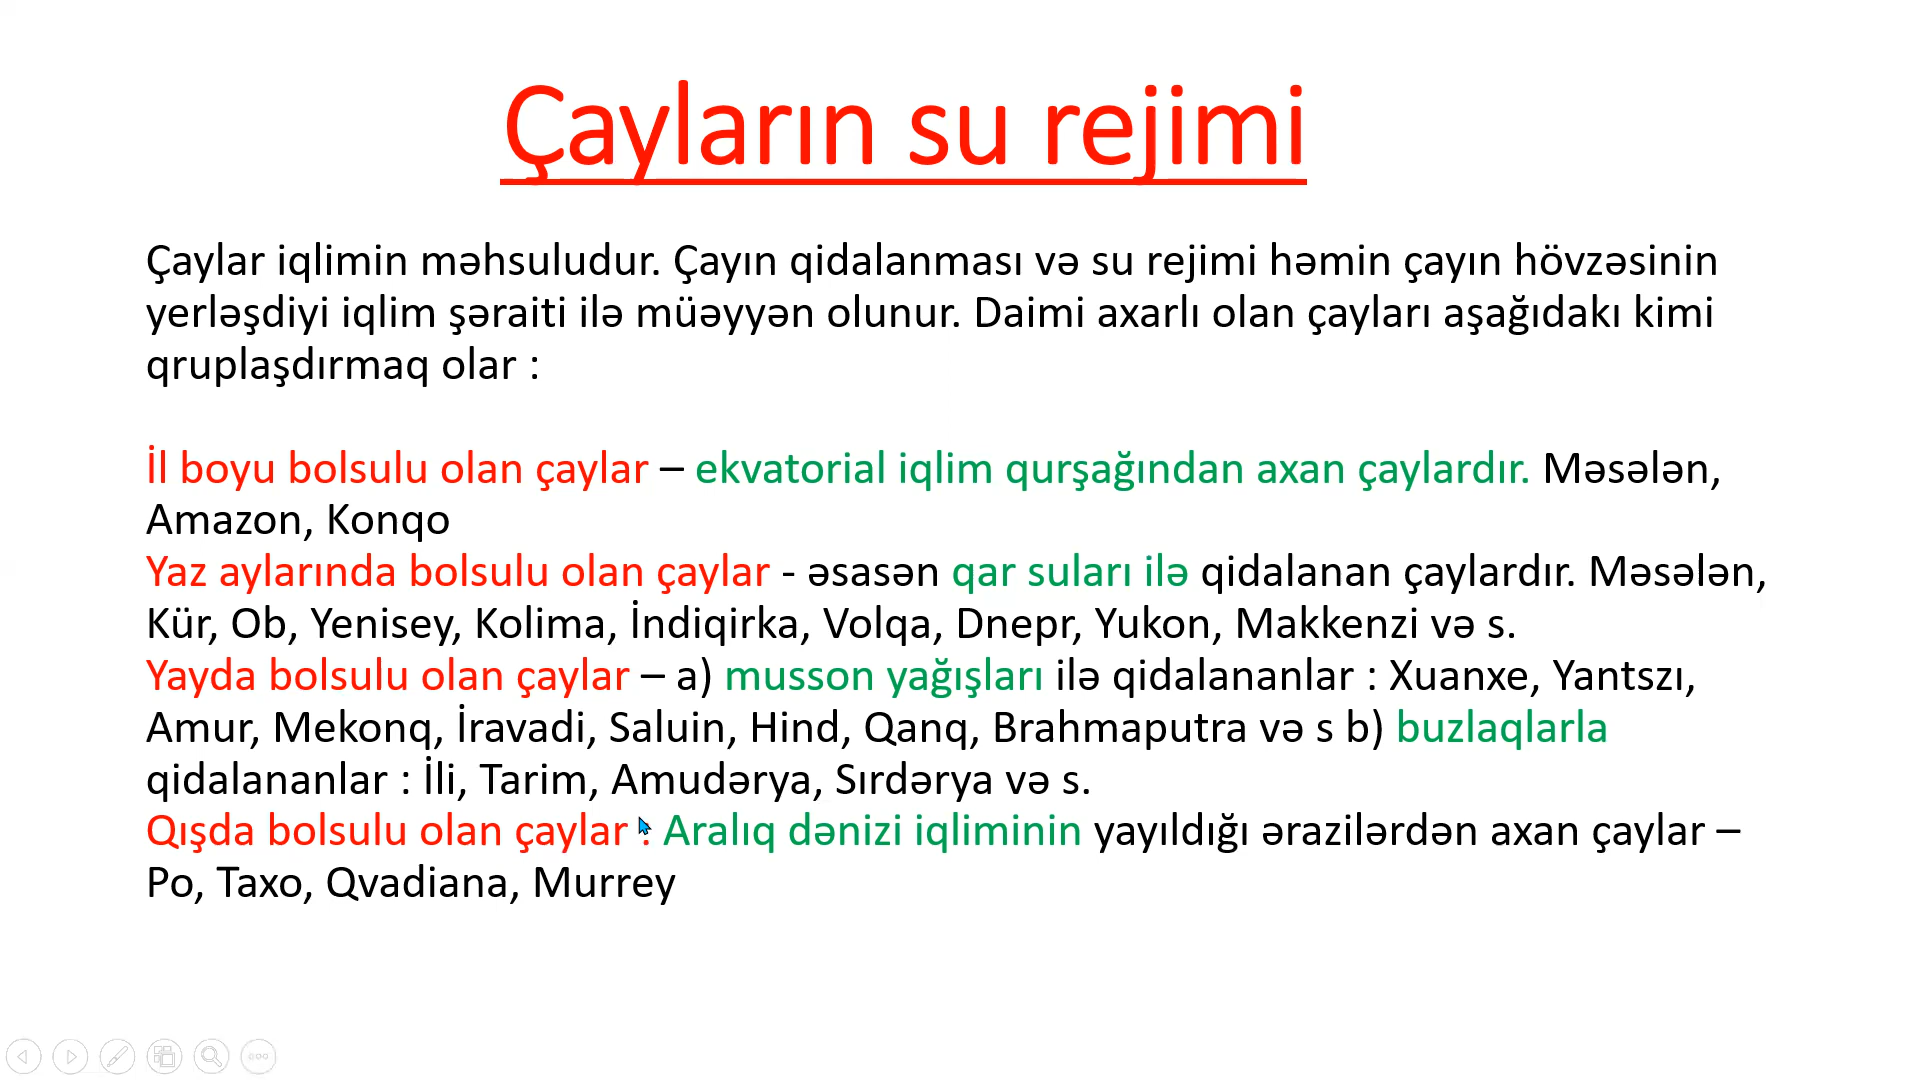 Çayların su rejimi
Çaylar iqlimin məhsuludur. Çayın qidalanması və su rejimi həmin çayın hövzəsinin
yerləşdiyi iqlim şəraiti ilə müəyyən olunur. Daimi axarlı olan çayları aşağıdakı kimi
qruplaşdırmaq olar :
İl boyu bolsulu olan çaylar – ekvatorial iqlim qurşağından axan çaylardır. Məsələn,
Amazon, Konqo
Yaz aylarında bolsulu olan çaylar - əsasən qar suları ilə qidalanan çaylardır. Məsələn,
Kür, Ob, Yenisey, Kolima, İndiqirka, Volqa, Dnepr, Yukon, Makkenzi və s.
Yayda bolsulu olan çaylar – a) musson yağışları ilə qidalananlar : Xuanxe, Yantszı,
Amur, Mekonq, İravadi, Saluin, Hind, Qanq, Brahmaputra və s b) buzlaqlarla
qidalananlar : İli, Tarim, Amudərya, Sırdərya və s.
Qışda bolsulu olan çaylar : Aralıq dənizi iqliminin yayıldığı ərazilərdən axan çaylar –
Po, Taxo, Qvadiana, Murrey